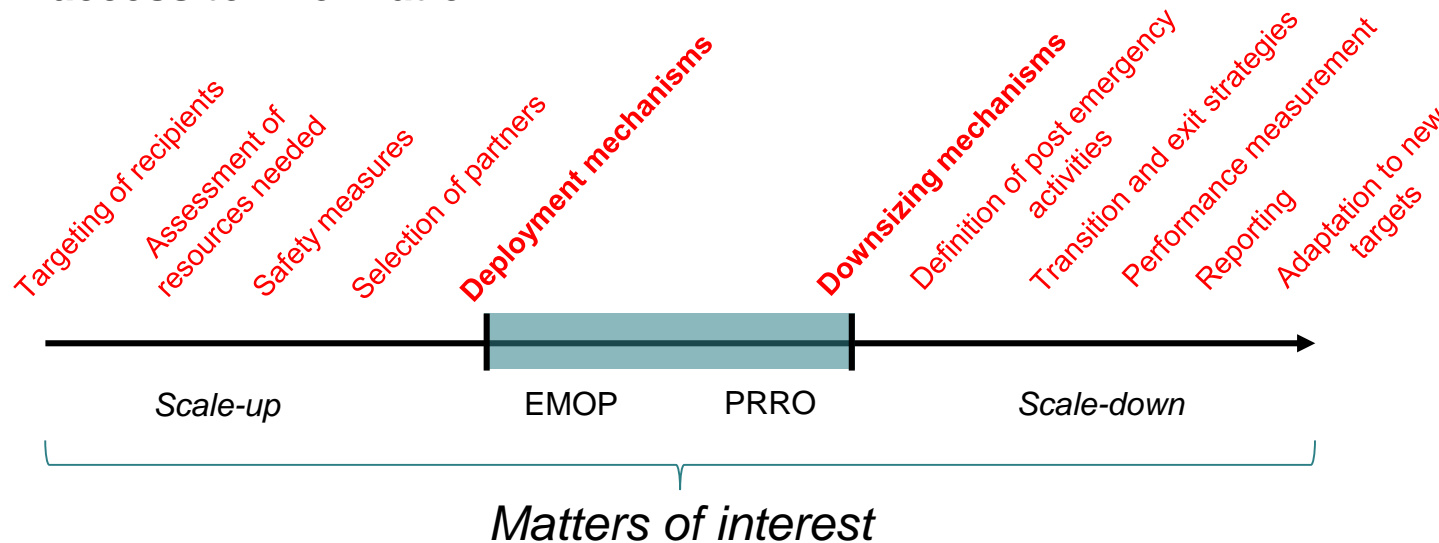 Targeting of recipients
Assessment of
resources needed
Safety measures
Selection of partners
Deployment mechanisms
Downsizing mechanisms
Definition of post emergency
activities
Transition and exit strategies
Performance measurement
Reporting
Adaptation to new
targets
Scale-up
EMOP
PRRO
Scale-down
Matters of interest